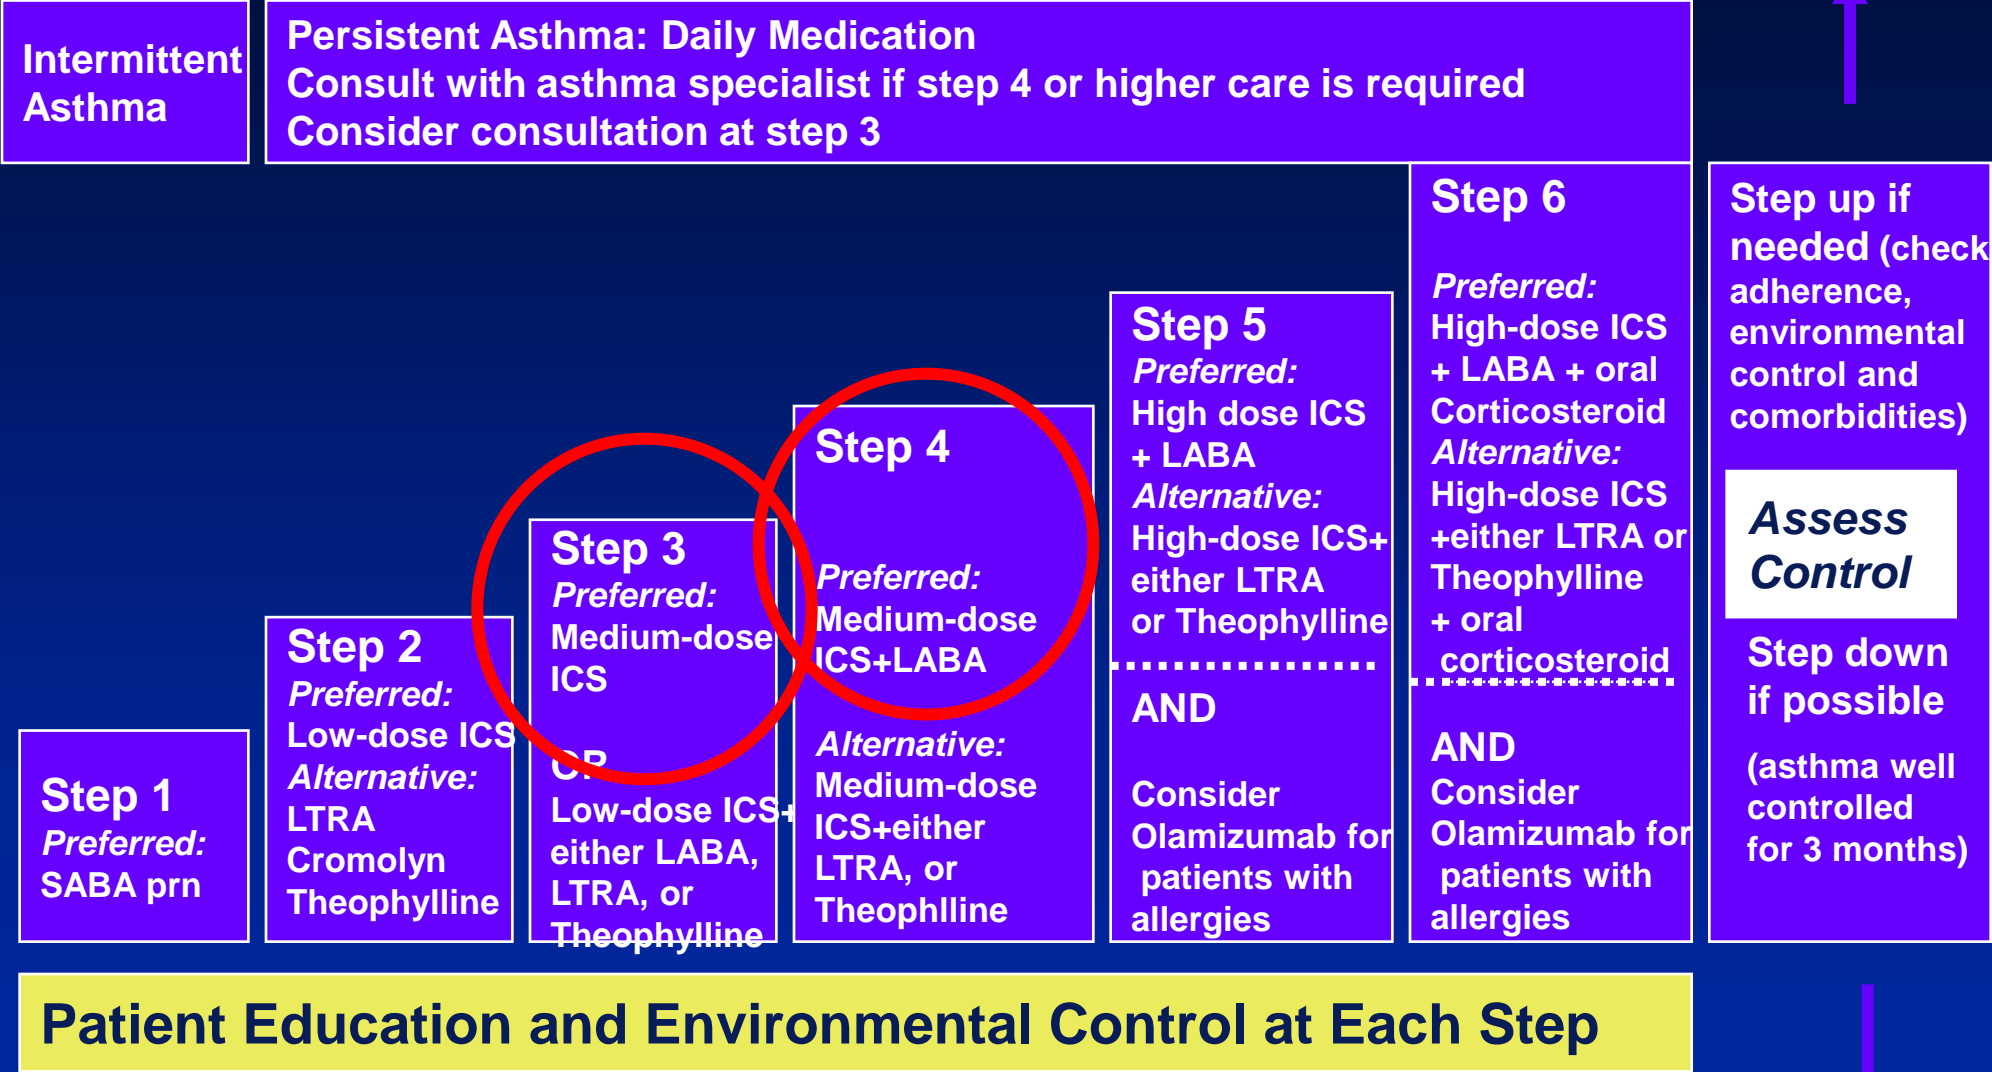 Intermittent
Asthma
Persistent Asthma: Daily Medication
Consult with asthma specialist if step 4 or higher care is required
Consider consultation at step 3
Step 1
Preferred:
SABA prn
Step 2
Preferred:
Low-dose ICS
Alternative:
LTRA
Cromolyn
Theophylline
Step 3
Preferred:
Medium-dose
ICS
OR
Low-dose ICS+
either LABA,
LTRA, or
Theophylline
Step 4
Preferred:
Medium-dose
ICS+LABA
Alternative:
Medium-dose
ICS+either
LTRA, or
Theophlline
Step 5
Preferred:
High dose ICS
+ LABA
Alternative:
High-dose ICS+
either LTRA
or Theophylline
AND
Consider
Olamizumab for
patients with
allergies
Step 6
Preferred:
High-dose ICS
+ LABA + oral
Corticosteroid
Alternative:
High-dose ICS
+either LTRA or
Theophylline
+ oral
corticosteroid
AND
Consider
Olamizumab for
patients with
allergies
Step up if
needed (check
adherence,
environmental
control and
comorbidities)
Assess
Control
Step down
if possible
(asthma well
controlled
for 3 months)
Patient Education and Environmental Control at Each Step